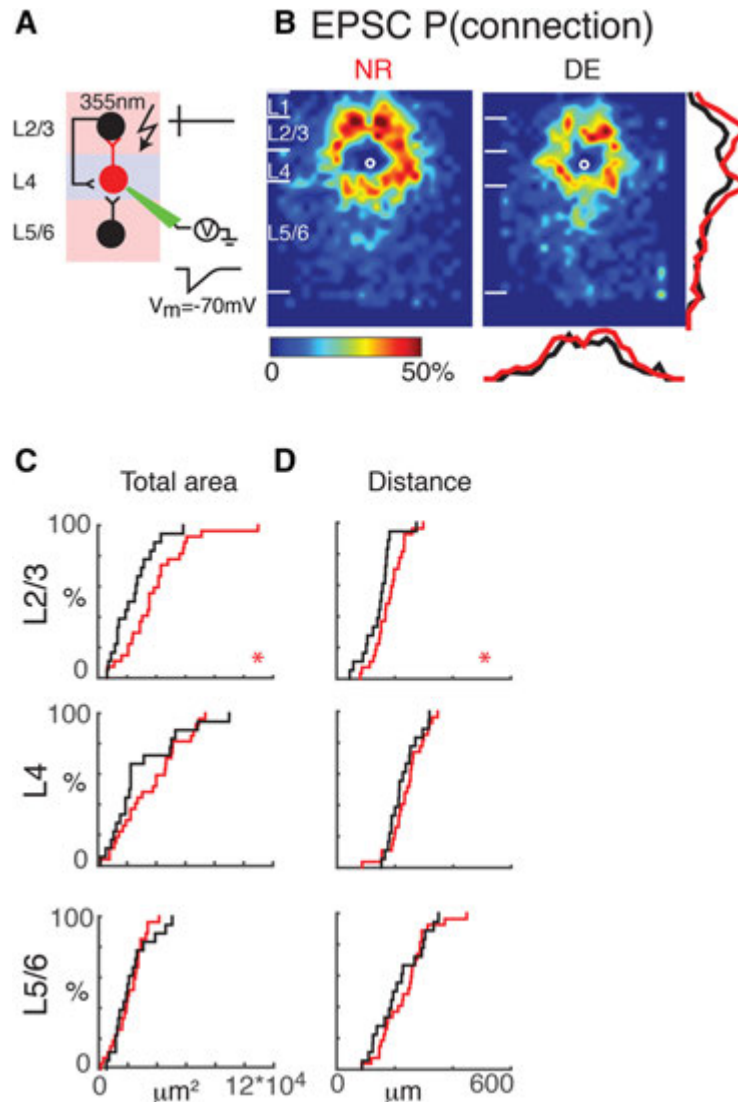 A
B EPSC P(connection)
NR
DE
355nm
L2/3
L4
L5/6
V
Vm=-70mV
L1
L2/3
L4
L5/6
0
50%
C
Total area
D
Distance
L2/3
100
%
0
*
*
L4
100
%
0
L5/6
100
%
0
0
μm²
12*10⁴
0
μm
600